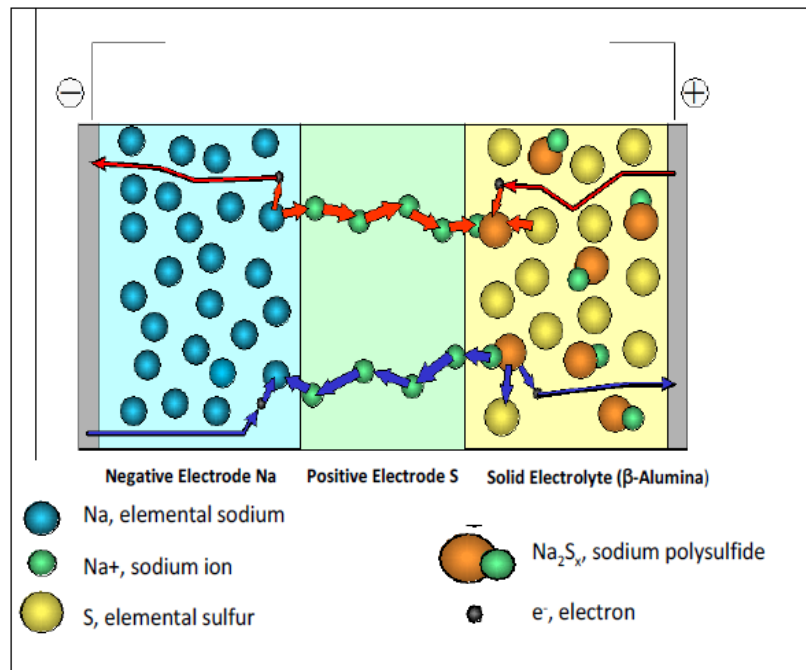 −
+
Negative Electrode Na Positive Electrode S Solid Electrolyte (β-Alumina)
Na, elemental sodium
Na+, sodium ion
S, elemental sulfur
Na₂Sₓ, sodium polysulfide
e⁻, electron